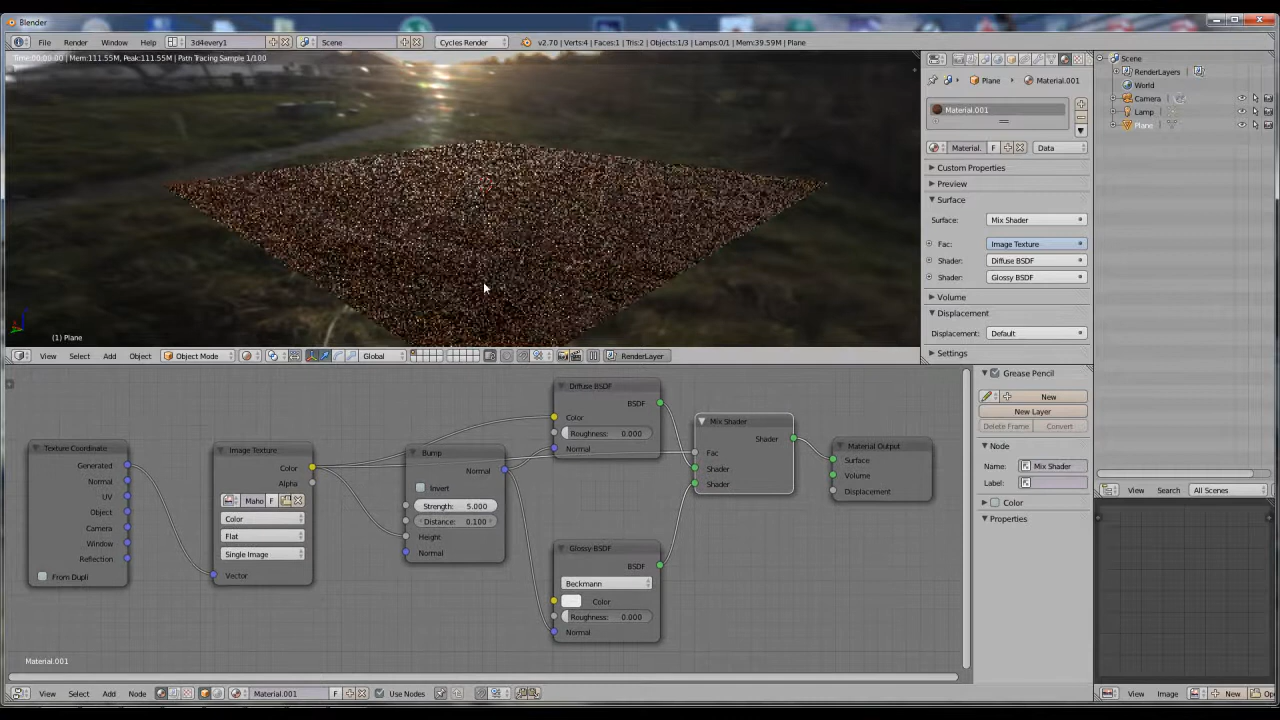 Blender
File Render Window Help 3d4every1 Scene Cycles Render v2.70 | Verts:4 | Faces:1 | Tris:2 | Objects:1/3 | Lamps:0/1 | Mem:39.59M | Plane
Mem:111.55M, Peak:111.55M | Path Tracing Sample 1/100
(1) Plane
View Select Add Object Object Mode Global RenderLayer
Plane Material.001
Material.001
Material. F Data
Custom Properties
Preview
Surface
Surface: Mix Shader
Fac: Image Texture
Shader: Diffuse BSDF
Shader: Glossy BSDF
Volume
Displacement
Displacement: Default
Settings
Scene
RenderLayers
World
Camera
Lamp
Plane
Texture Coordinate
Generated
Normal
UV
Object
Camera
Window
Reflection
From Dupli
Image Texture
Color
Alpha
Maho F
Color
Flat
Single Image
Vector
Bump
Normal
Invert
Strength: 5.000
Distance: 0.100
Height
Normal
Diffuse BSDF
BSDF
Color
Roughness: 0.000
Normal
Glossy BSDF
BSDF
Beckmann
Color
Roughness: 0.000
Normal
Mix Shader
Shader
Fac
Shader
Shader
Material Output
Surface
Volume
Displacement
Material.001
Grease Pencil
New
New Layer
Delete Frame Convert
Node
Name: Mix Shader
Label:
Color
Properties
View Search All Scenes
View Select Add Node Material.001 F Use Nodes
View Image New Op